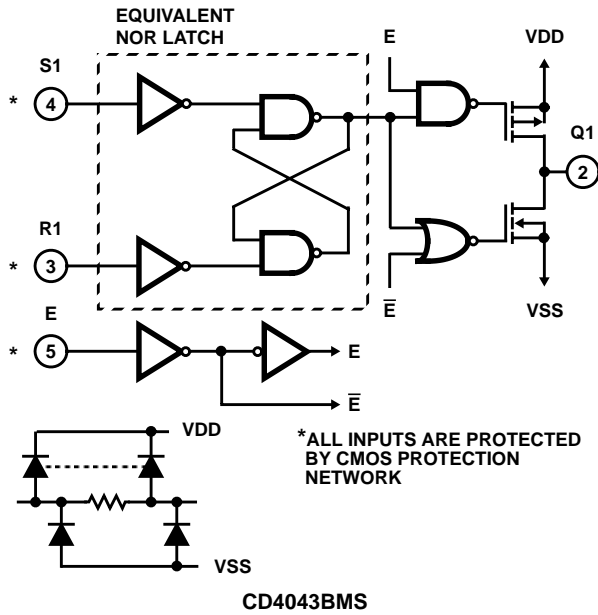 EQUIVALENT
NOR LATCH
E
VDD
S1
* 4
Q1
2
R1
* 3
E̅
VSS
E
* 5
E
E̅
VDD
*ALL INPUTS ARE PROTECTED
BY CMOS PROTECTION
NETWORK
VSS
CD4043BMS